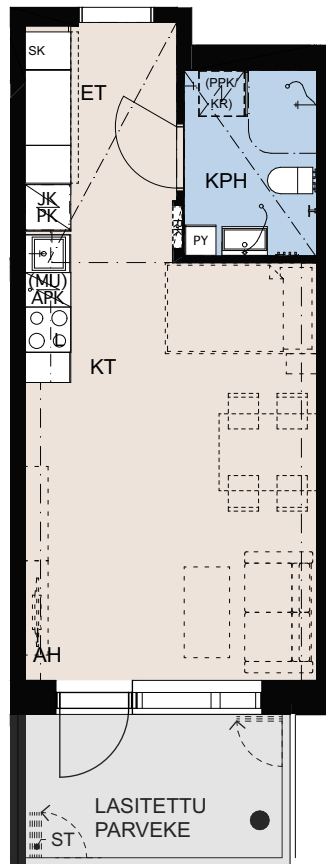 SK
ET
(PPK/
KR)
KPH
JK
PK
PY
(MU)
APK
L
KT
AH
LASITETTU
PARVEKE
ST